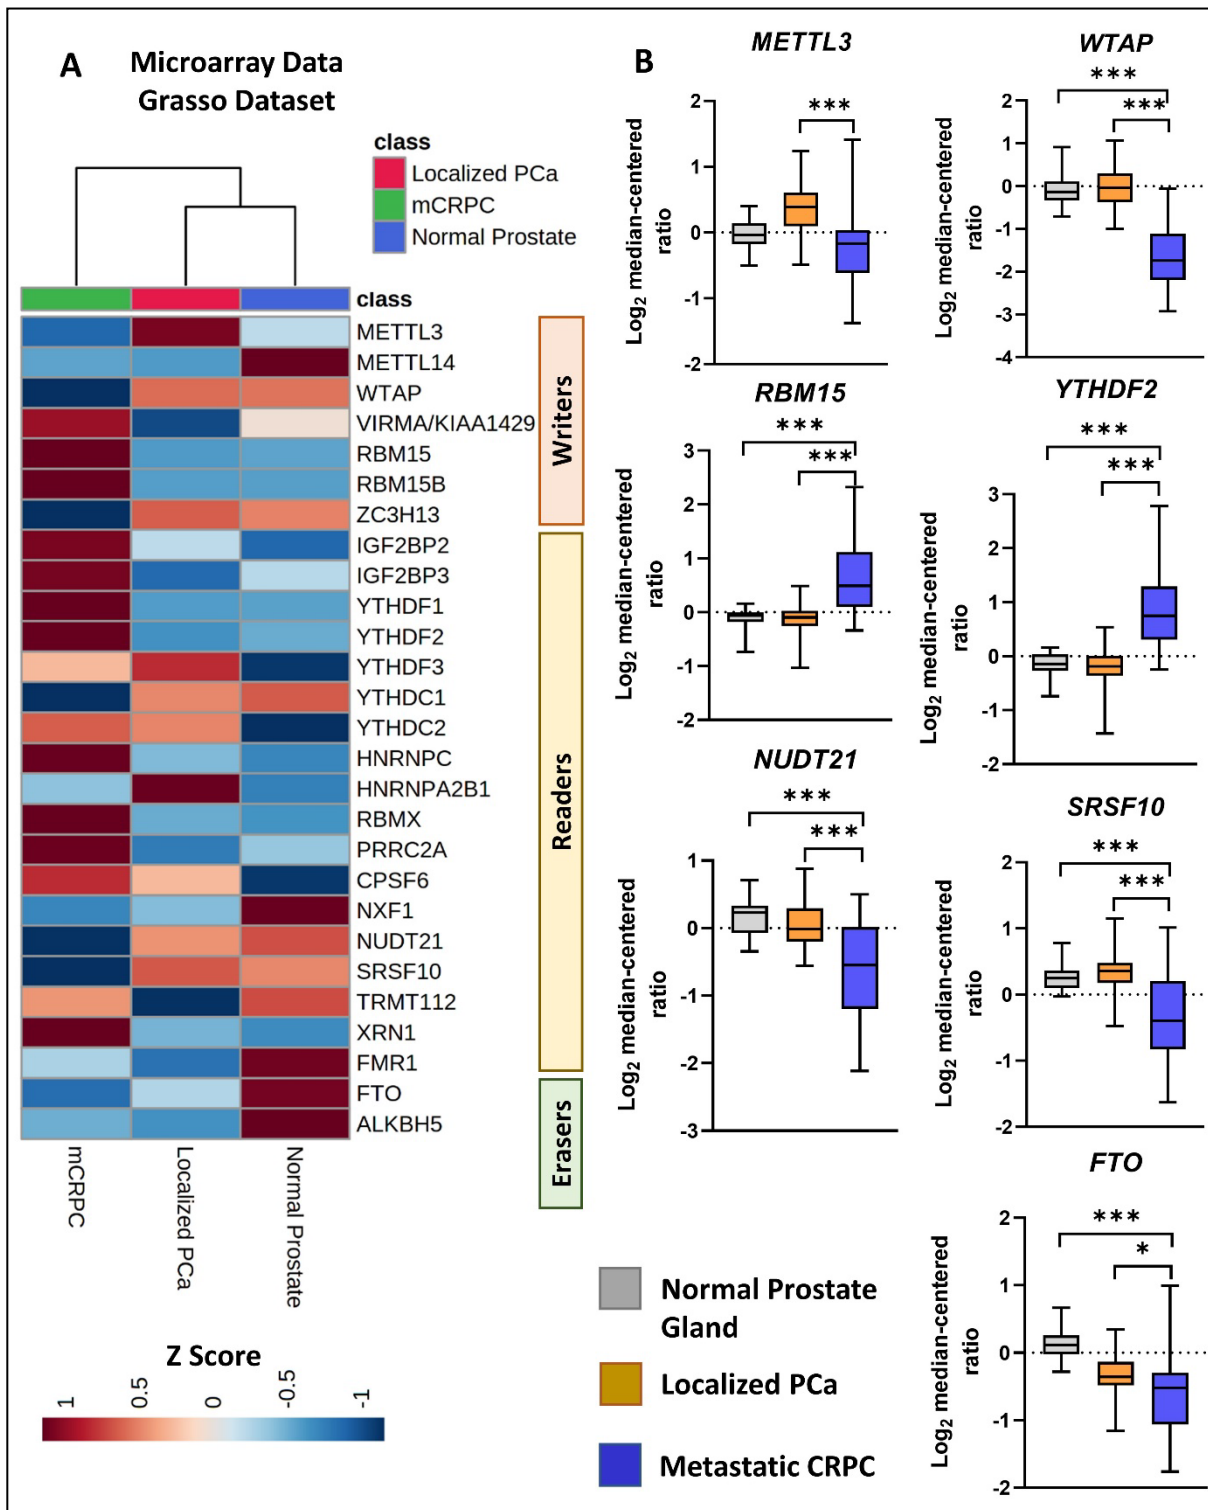 A
Microarray Data
Grasso Dataset
class
Localized PCa
mCRPC
Normal Prostate
class
METTL3
METTL14
WTAP
VIRMA/KIAA1429
RBM15
RBM15B
ZC3H13
IGF2BP2
IGF2BP3
YTHDF1
YTHDF2
YTHDF3
YTHDC1
YTHDC2
HNRNPC
HNRNPA2B1
RBMX
PRRC2A
CPSF6
NXF1
NUDT21
SRSF10
TRMT112
XRN1
FMR1
FTO
ALKBH5
Writers
Readers
Erasers
mCRPC
Localized PCa
Normal Prostate
Z Score
1
0.5
0
-0.5
-1
B
METTL3
***
Log2 median-centered
ratio
2
1
0
-1
-2
WTAP
***
***
Log2 median-centered
ratio
2
1
0
-1
-2
-3
-4
RBM15
***
***
Log2 median-centered
ratio
3
2
1
0
-1
-2
YTHDF2
***
***
Log2 median-centered
ratio
3
2
1
0
-1
-2
NUDT21
***
***
Log2 median-centered
ratio
1
0
-1
-2
-3
SRSF10
***
***
Log2 median-centered
ratio
2
1
0
-1
-2
FTO
***
*
Log2 median-centered
ratio
2
1
0
-1
-2
Normal Prostate
Gland
Localized PCa
Metastatic CRPC